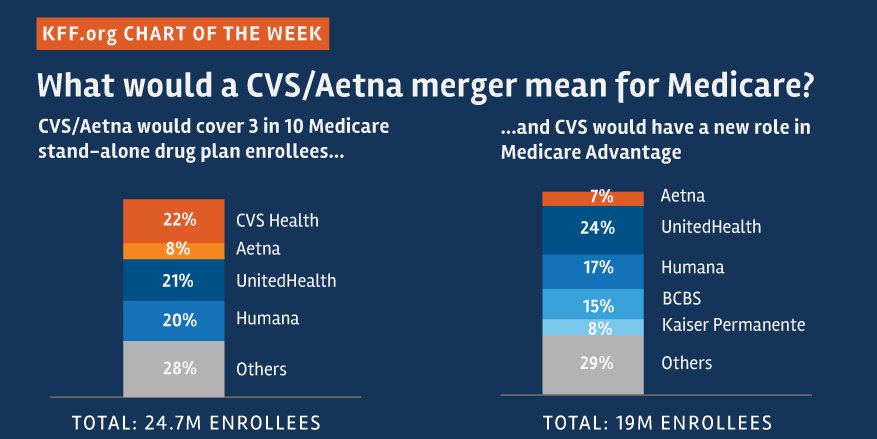 KFF.org CHART OF THE WEEK
What would a CVS/Aetna merger mean for Medicare?
CVS/Aetna would cover 3 in 10 Medicare
stand-alone drug plan enrollees...
22% CVS Health
8% Aetna
21% UnitedHealth
20% Humana
28% Others
TOTAL: 24.7M ENROLLEES
...and CVS would have a new role in
Medicare Advantage
7% Aetna
24% UnitedHealth
17% Humana
15% BCBS
8% Kaiser Permanente
29% Others
TOTAL: 19M ENROLLEES